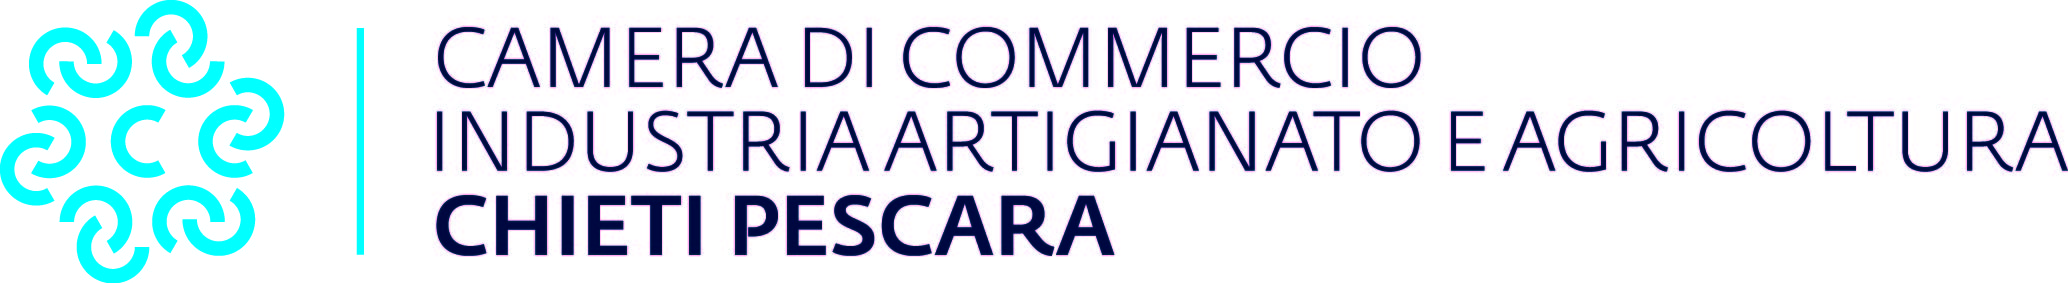 CAMERA DI COMMERCIO
INDUSTRIA ARTIGIANATO E AGRICOLTURA
CHIETI PESCARA